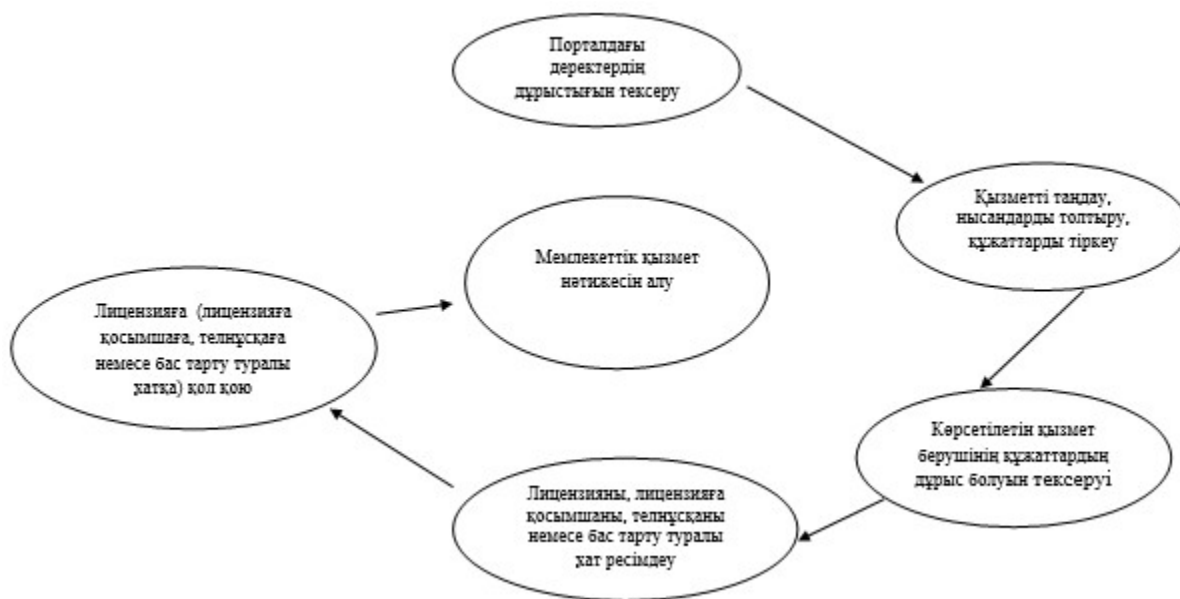 Порталдағы
деректердің
дұрыстығын тексеру
Қызметті таңдау,
нысандарды толтыру,
құжаттарды тіркеу
Көрсетілетін қызмет
берушінің құжаттардың
дұрыс болуын тексеруі
Лицензияны, лицензияға
қосымшаны, телнұсқаны
немесе бас тарту туралы
хат ресімдеу
Лицензияға (лицензияға
қосымшаға, телнұсқаға
немесе бас тарту туралы
хатқа) қол қою
Мемлекеттік қызмет
нәтижесін алу